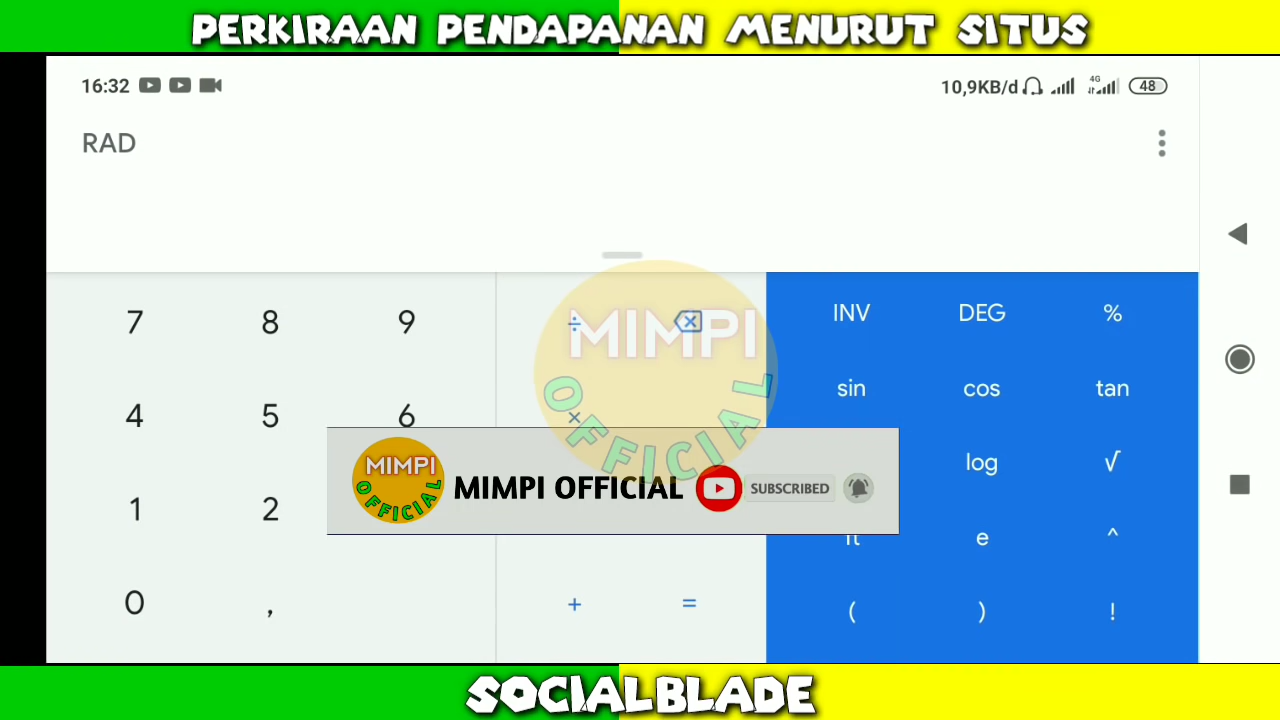 PERKIRAAN PENDAPANAN MENURUT SITUS
16:32
10,9KB/d 4G 48
RAD
7 8 9 ÷ INV DEG %
MIMPI OFFICIAL
4 5 6 × sin cos tan
log √
MIMPI OFFICIAL MIMPI OFFICIAL SUBSCRIBED
1 2
π e ^
0 , + = ( ) !
SOCIALBLADE